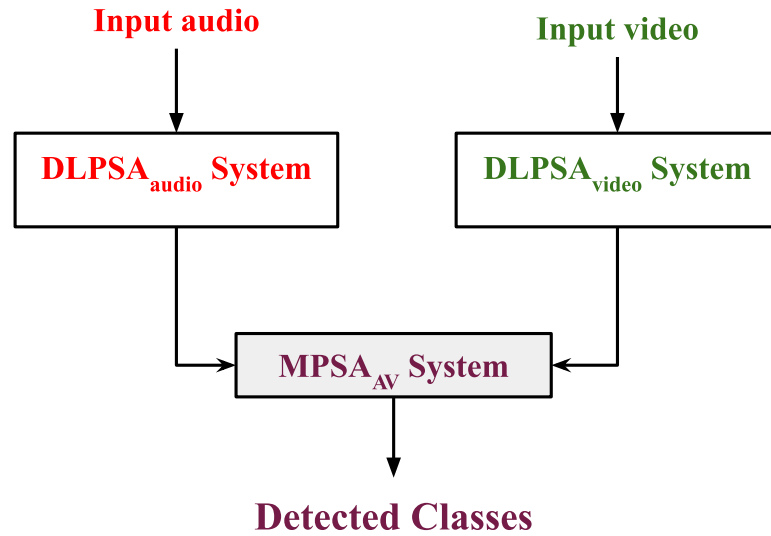 Input audio
Input video
DLPSAaudio System
DLPSAvideo System
MPSAAV System
Detected Classes